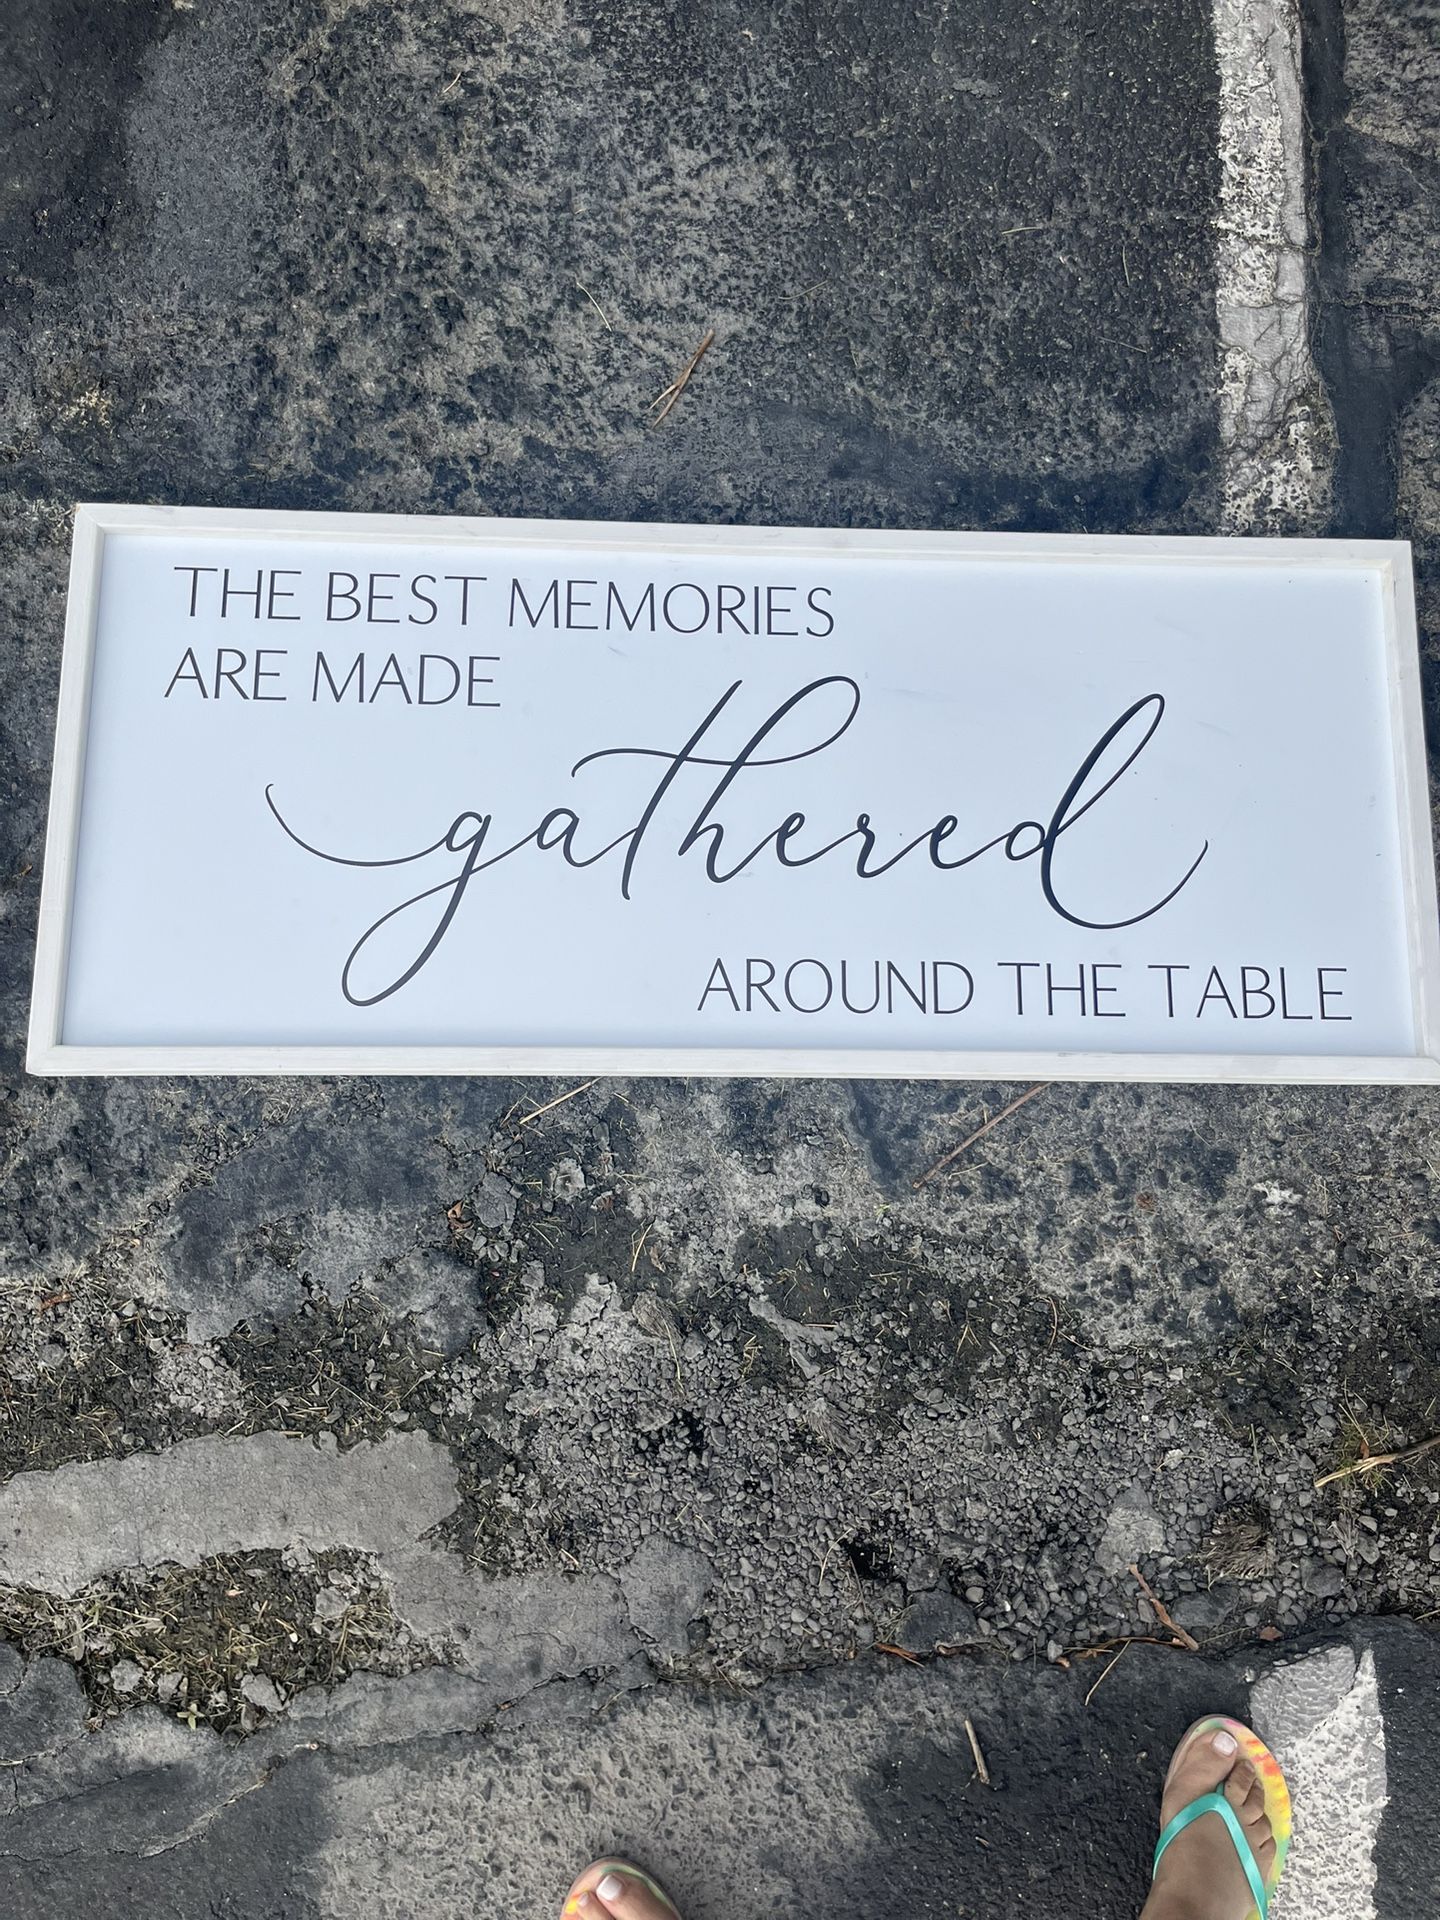 THE BEST MEMORIES
ARE MADE
gathered
AROUND THE TABLE